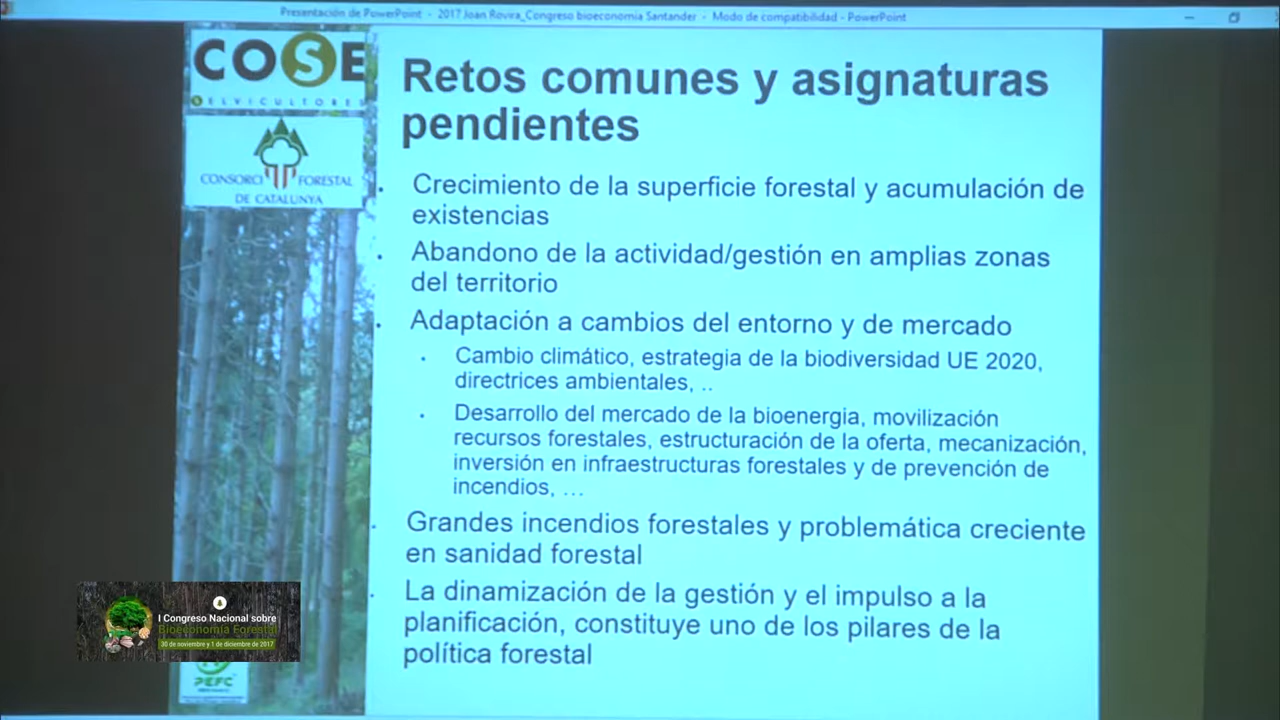 Presentación de PowerPoint - 2017 Joan Rovira_Congreso bioeconomia Santander - Modo de compatibilidad - PowerPoint
COSE
SELVICULTORES
CONSORCI FORESTAL
DE CATALUNYA
Retos comunes y asignaturas
pendientes
Crecimiento de la superficie forestal y acumulación de
existencias
Abandono de la actividad/gestión en amplias zonas
del territorio
Adaptación a cambios del entorno y de mercado
Cambio climático, estrategia de la biodiversidad UE 2020,
directrices ambientales, ..
Desarrollo del mercado de la bioenergia, movilización
recursos forestales, estructuración de la oferta, mecanización,
inversión en infraestructuras forestales y de prevención de
incendios, ...
Grandes incendios forestales y problemática creciente
en sanidad forestal
La dinamización de la gestión y el impulso a la
planificación, constituye uno de los pilares de la
política forestal
I Congreso Nacional sobre
Bioeconomía Forestal
30 de noviembre y 1 de diciembre de 2017
PEFC